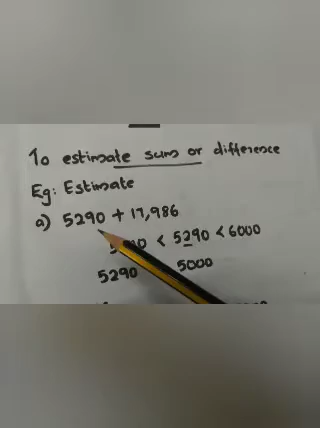 To estimate sum or difference
Eg: Estimate
a) 5290 + 17,986
< 5290 < 6000
5290 5000